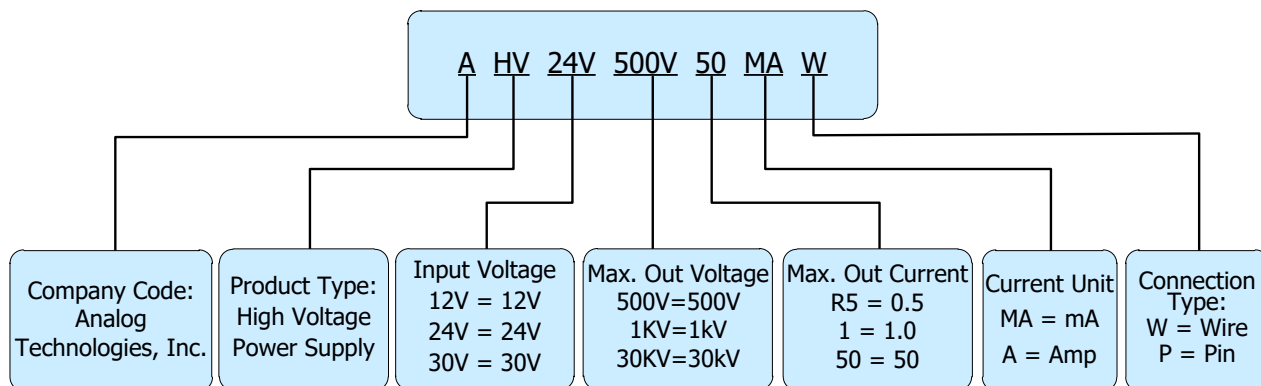 A HV 24V 500V 50 MA W
Company Code:
Analog
Technologies, Inc.
Product Type:
High Voltage
Power Supply
Input Voltage
12V = 12V
24V = 24V
30V = 30V
Max. Out Voltage
500V=500V
1KV=1kV
30KV=30kV
Max. Out Current
R5 = 0.5
1 = 1.0
50 = 50
Current Unit
MA = mA
A = Amp
Connection
Type:
W = Wire
P = Pin